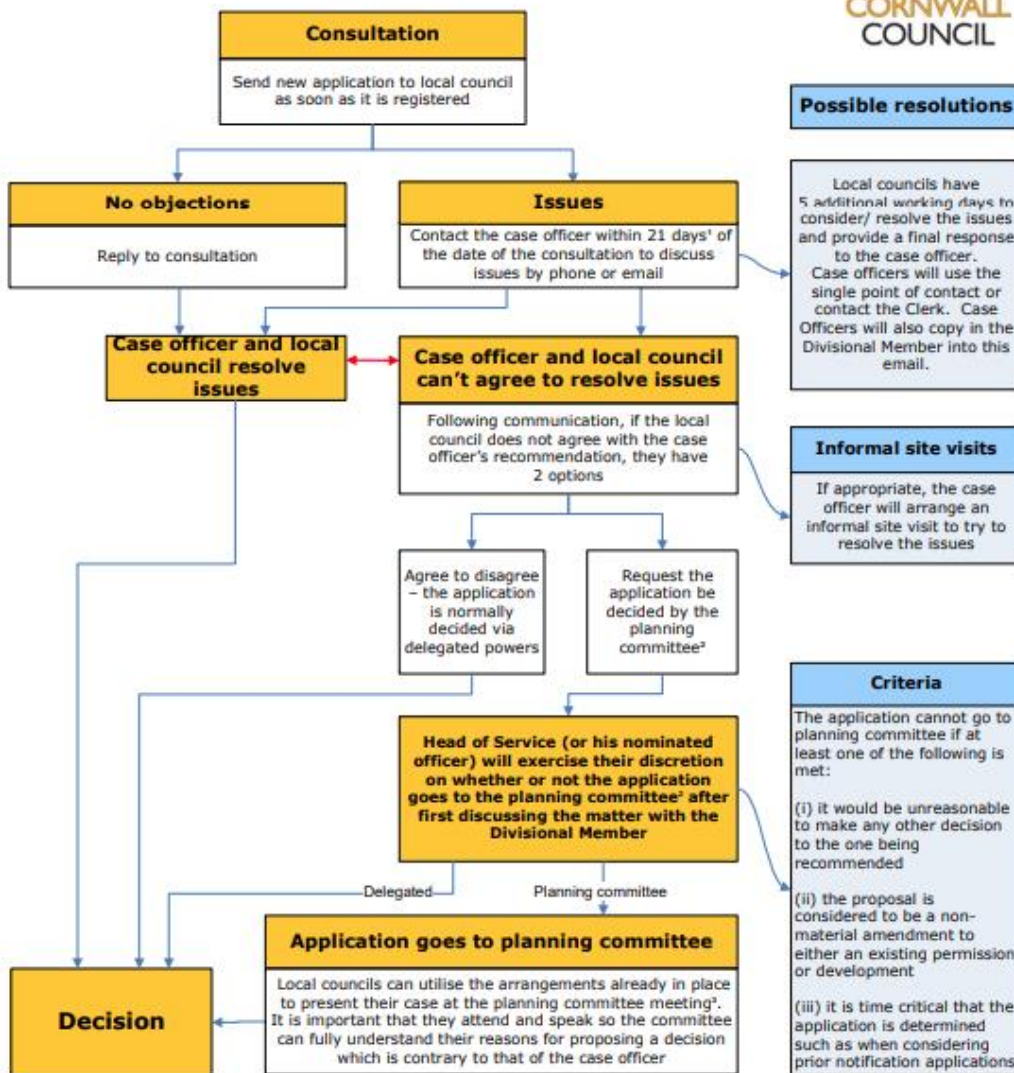 CORNWALL
COUNCIL
Consultation
Send new application to local council
as soon as it is registered
No objections
Reply to consultation
Issues
Contact the case officer within 21 days¹ of
the date of the consultation to discuss
issues by phone or email
Case officer and local
council resolve
issues
Case officer and local council
can't agree to resolve issues
Following communication, if the local
council does not agree with the case
officer's recommendation, they have
2 options
Agree to disagree
– the application
is normally
decided via
delegated powers
Request the
application be
decided by the
planning
committee²
Head of Service (or his nominated
officer) will exercise their discretion
on whether or not the application
goes to the planning committee² after
first discussing the matter with the
Divisional Member
Delegated
Planning committee
Application goes to planning committee
Local councils can utilise the arrangements already in place
to present their case at the planning committee meeting³.
It is important that they attend and speak so the committee
can fully understand their reasons for proposing a decision
which is contrary to that of the case officer
Decision
Possible resolutions
Local councils have
5 additional working days to
consider/ resolve the issues
and provide a final response
to the case officer.
Case officers will use the
single point of contact or
contact the Clerk. Case
Officers will also copy in the
Divisional Member into this
email.
Informal site visits
If appropriate, the case
officer will arrange an
informal site visit to try to
resolve the issues
Criteria
The application cannot go to
planning committee if at
least one of the following is
met:
(i) it would be unreasonable
to make any other decision
to the one being
recommended
(ii) the proposal is
considered to be a non-
material amendment to
either an existing permission
or development
(iii) it is time critical that the
application is determined
such as when considering
prior notification applications